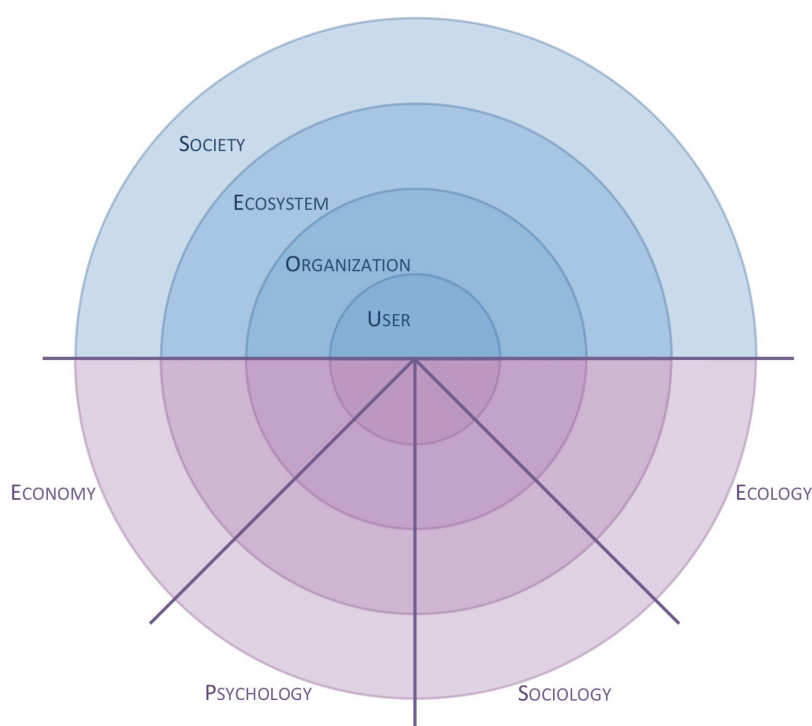 SOCIETY
ECOSYSTEM
ORGANIZATION
USER
ECONOMY
ECOLOGY
PSYCHOLOGY
SOCIOLOGY